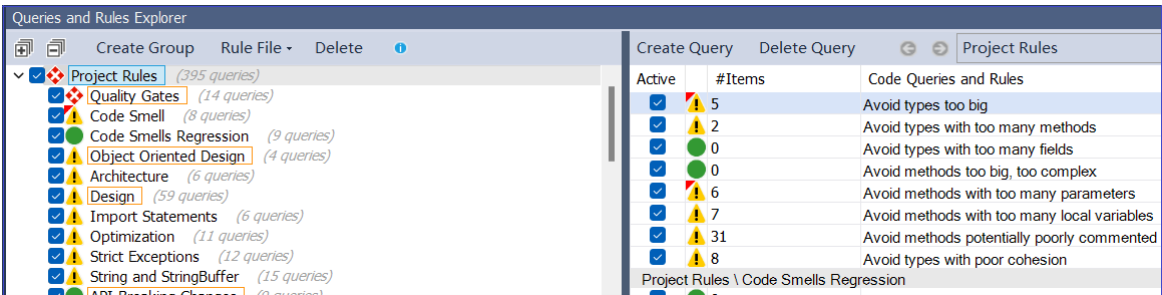 Queries and Rules Explorer
Create Group Rule File Delete
Project Rules (395 queries)
Quality Gates (14 queries)
Code Smell (8 queries)
Code Smells Regression (9 queries)
Object Oriented Design (4 queries)
Architecture (6 queries)
Design (59 queries)
Import Statements (6 queries)
Optimization (11 queries)
Strict Exceptions (12 queries)
String and StringBuffer (15 queries)
API Breaking Changes (9 queries)
Create Query Delete Query Project Rules
Active #Items Code Queries and Rules
5 Avoid types too big
2 Avoid types with too many methods
0 Avoid types with too many fields
0 Avoid methods too big, too complex
6 Avoid methods with too many parameters
7 Avoid methods with too many local variables
31 Avoid methods potentially poorly commented
8 Avoid types with poor cohesion
Project Rules \ Code Smells Regression